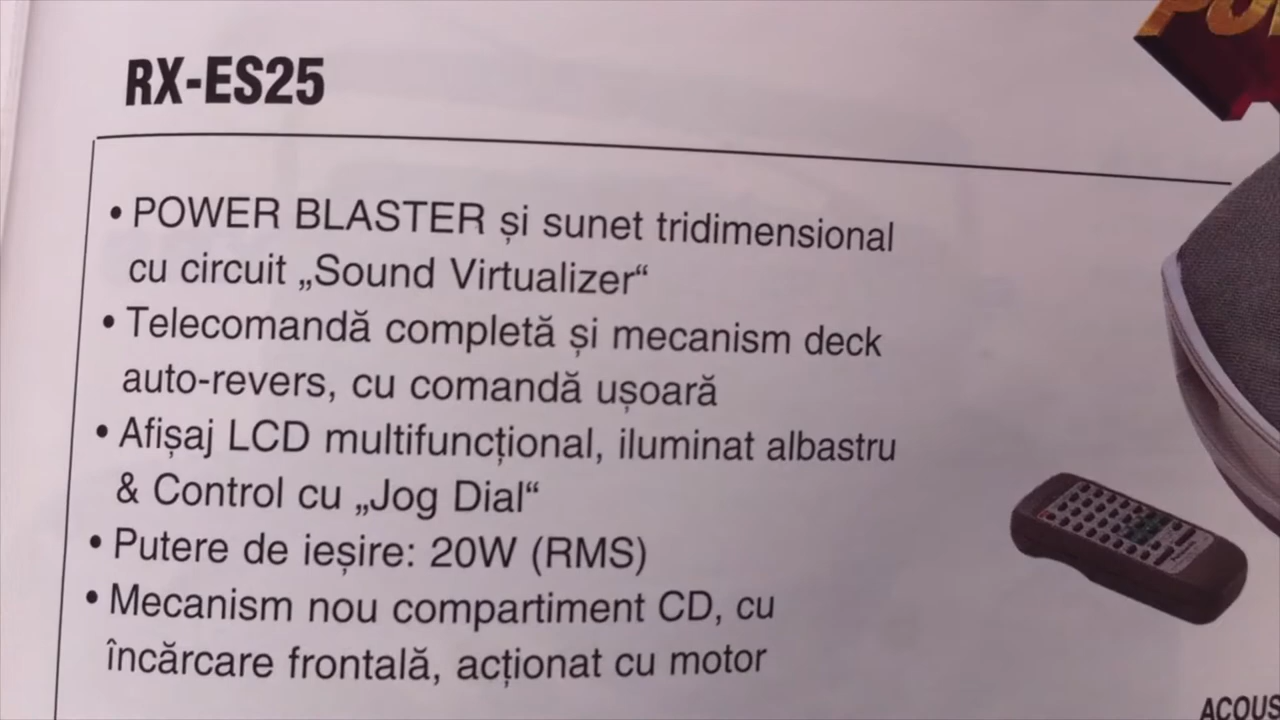 RX-ES25
• POWER BLASTER și sunet tridimensional
cu circuit „Sound Virtualizer“
• Telecomandă completă și mecanism deck
auto-revers, cu comandă ușoară
• Afișaj LCD multifuncțional, iluminat albastru
& Control cu „Jog Dial“
• Putere de ieșire: 20W (RMS)
• Mecanism nou compartiment CD, cu
încărcare frontală, acționat cu motor